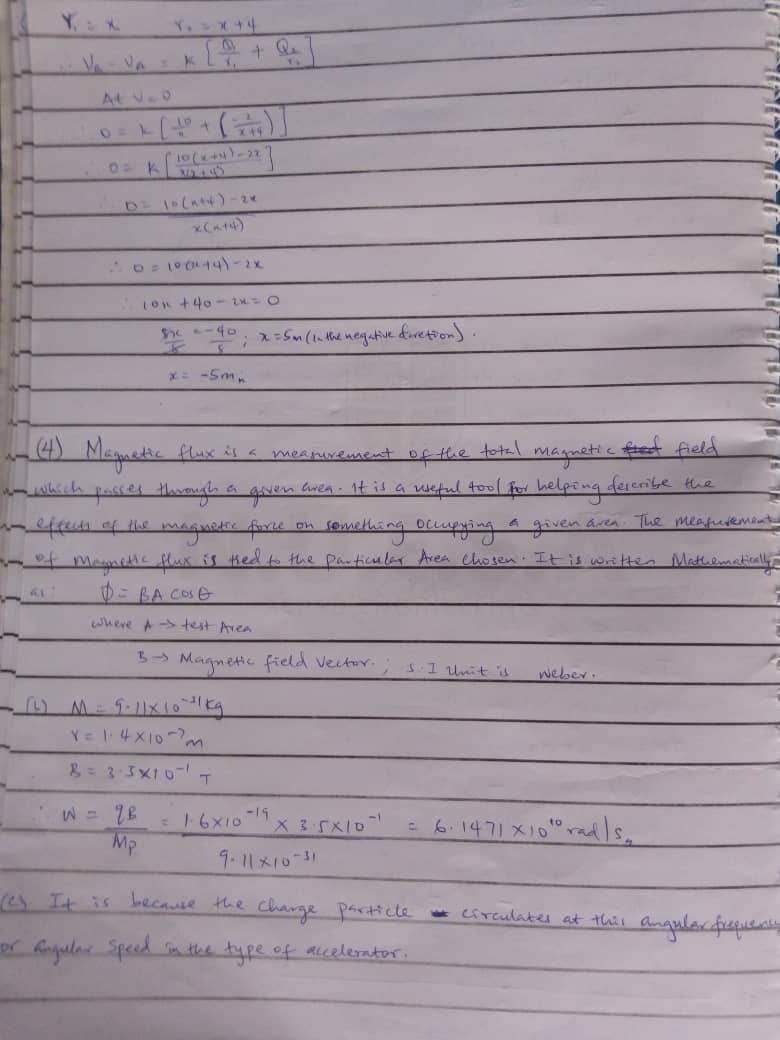 r₁ = x r₂ = x+4
∴ Vₐ - Vₐ = K [Q₁/r₁ + Q₂/r₂]
At V=0
0 = K [10/x + (-2/x+4)]
∴ 0 = K [10(x+4)-2x / x(x+4)]
∴ 0 = 10(x+4)-2x / x(x+4)
∴ 0 = 10(x+4)-2x
∴ 10x + 40 - 2x = 0
8x/8 = -40/8 ; x = 5m (in the negative direction).
x = -5m
(4) Magnetic flux is a measurement of the total magnetic field
which passes through a given area. It is a useful tool for helping describe the
effects of the magnetic force on something occupying a given area. The measurement
of magnetic flux is tied to the particular Area chosen. It is written Mathematically
as: Φ = BA cosθ
where A → test Area
B → Magnetic field Vector. ; S.I Unit is weber.
(b) M = 9.11×10⁻³¹kg
r = 1.4×10⁻⁷m
B = 3.5×10⁻¹ T
∴ W = qB/Mp = 1.6×10⁻¹⁹ × 3.5×10⁻¹ / 9.11×10⁻³¹ = 6.1471×10¹⁰ rad/s
(c) It is because the charge particle circulates at this angular frequency
or Angular Speed in the type of accelerator.